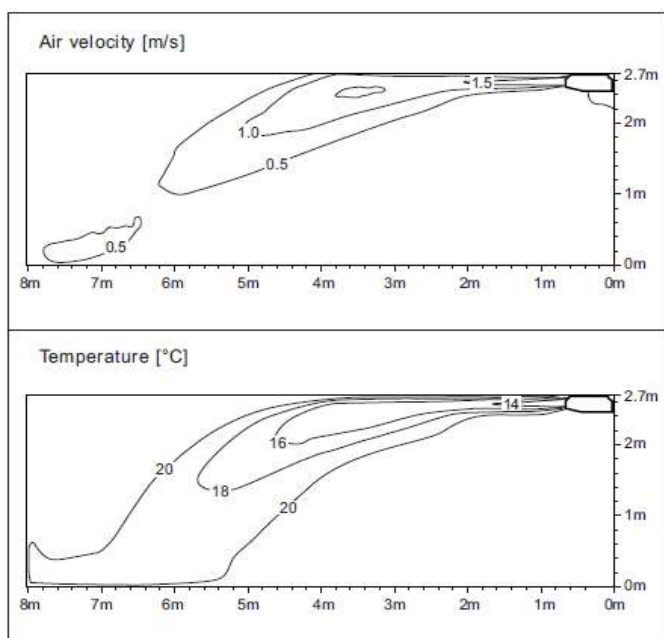 Air velocity [m/s]
2.7m
1.5
2m
1.0
0.5
1m
0.5
0m
8m 7m 6m 5m 4m 3m 2m 1m 0m
Temperature [°C]
2.7m
14
2m
16
20
18
20
1m
0m
8m 7m 6m 5m 4m 3m 2m 1m 0m